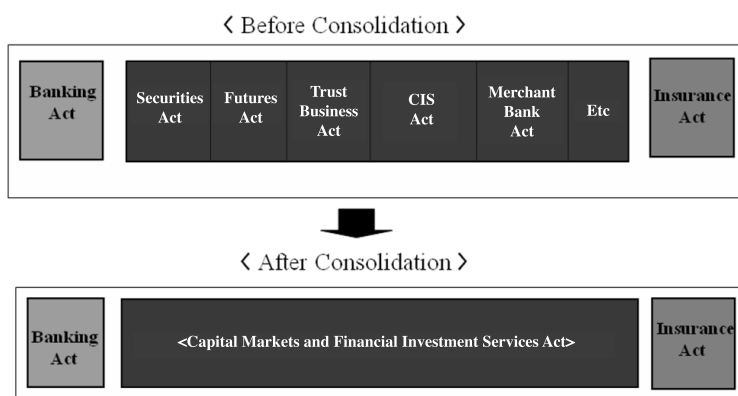 〈 Before Consolidation 〉
Banking
Act
Securities
Act
Futures
Act
Trust
Business
Act
CIS
Act
Merchant
Bank
Act
Etc
Insurance
Act
〈 After Consolidation 〉
Banking
Act
<Capital Markets and Financial Investment Services Act>
Insurance
Act